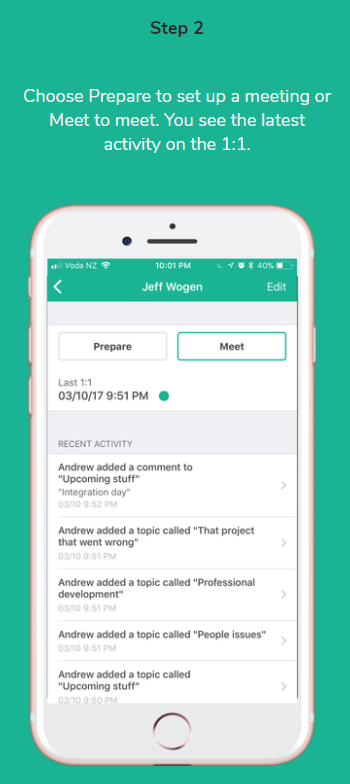 Step 2
Choose Prepare to set up a meeting or
Meet to meet. You see the latest
activity on the 1:1.
Voda NZ 10:01 PM 40%
Jeff Wogen Edit
Prepare Meet
Last 1:1
03/10/17 9:51 PM
RECENT ACTIVITY
Andrew added a comment to
"Upcoming stuff"
"Integration day"
03/10 9:52 PM
Andrew added a topic called "That project
that went wrong"
03/10 9:51 PM
Andrew added a topic called "Professional
development"
03/10 9:51 PM
Andrew added a topic called "People issues"
03/10 9:51 PM
Andrew added a topic called
"Upcoming stuff"
03/10 9:50 PM